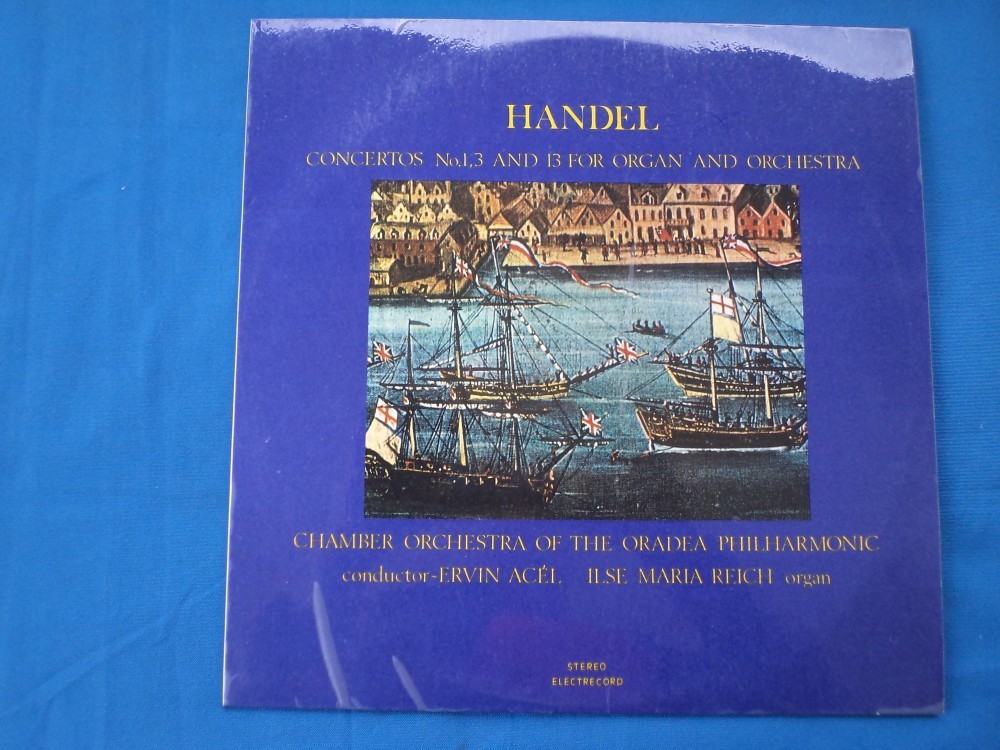 HANDEL
CONCERTOS No.1,3 AND 13 FOR ORGAN AND ORCHESTRA
CHAMBER ORCHESTRA OF THE ORADEA PHILHARMONIC
conductor-ERVIN ACÉL ILSE MARIA REICH organ
STEREO
ELECTRECORD